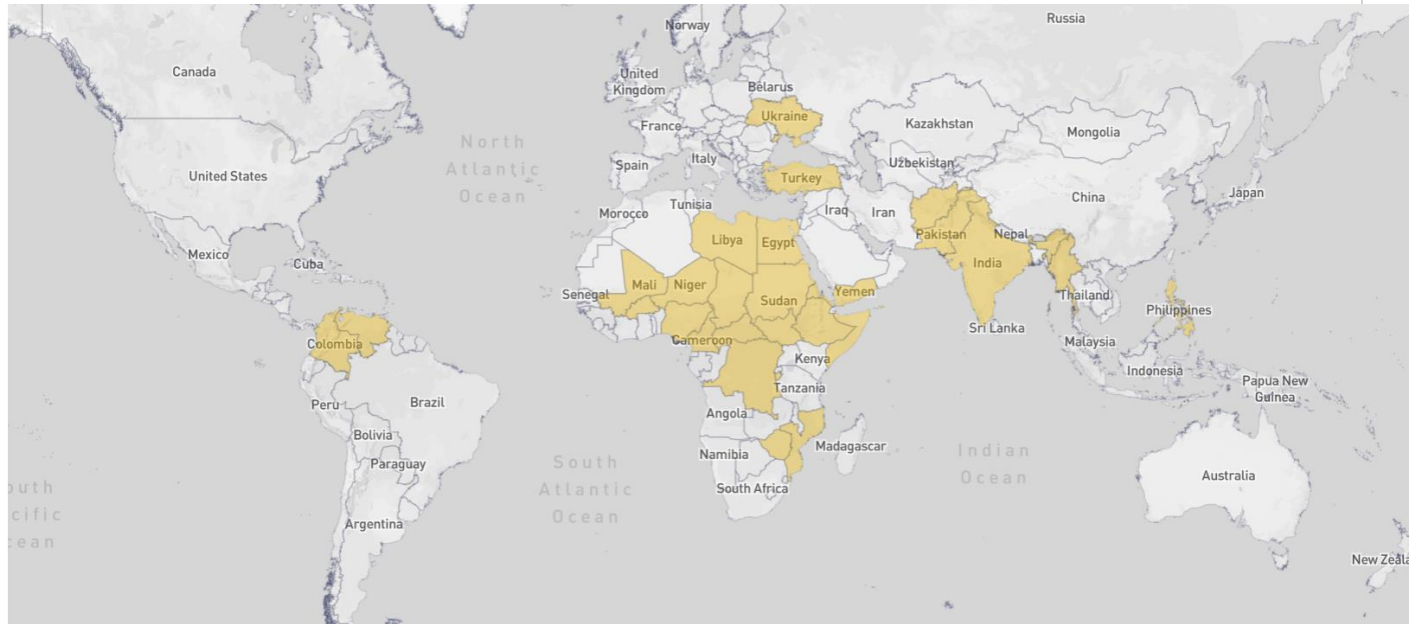 Russia
Norway
Canada
United
Kingdom
Belarus
Ukraine
North
Atlantic
Ocean
France
Kazakhstan
Mongolia
Spain
Italy
Uzbekistan
United States
Turkey
China
Japan
Tunisia
Morocco
Iraq
Iran
Mexico
Cuba
Libya
Egypt
Pakistan
Nepal
India
Senegal
Mali
Niger
Sudan
Yemen
Thailand
Philippines
Sri Lanka
Colombia
Cameroon
Kenya
Malaysia
Indonesia
Papua New
Guinea
Tanzania
Peru
Brazil
Angola
Bolivia
Madagascar
Namibia
Indian
Ocean
Paraguay
South
Atlantic
Ocean
South Africa
Australia
outh
cific
cean
Argentina
New Zeala